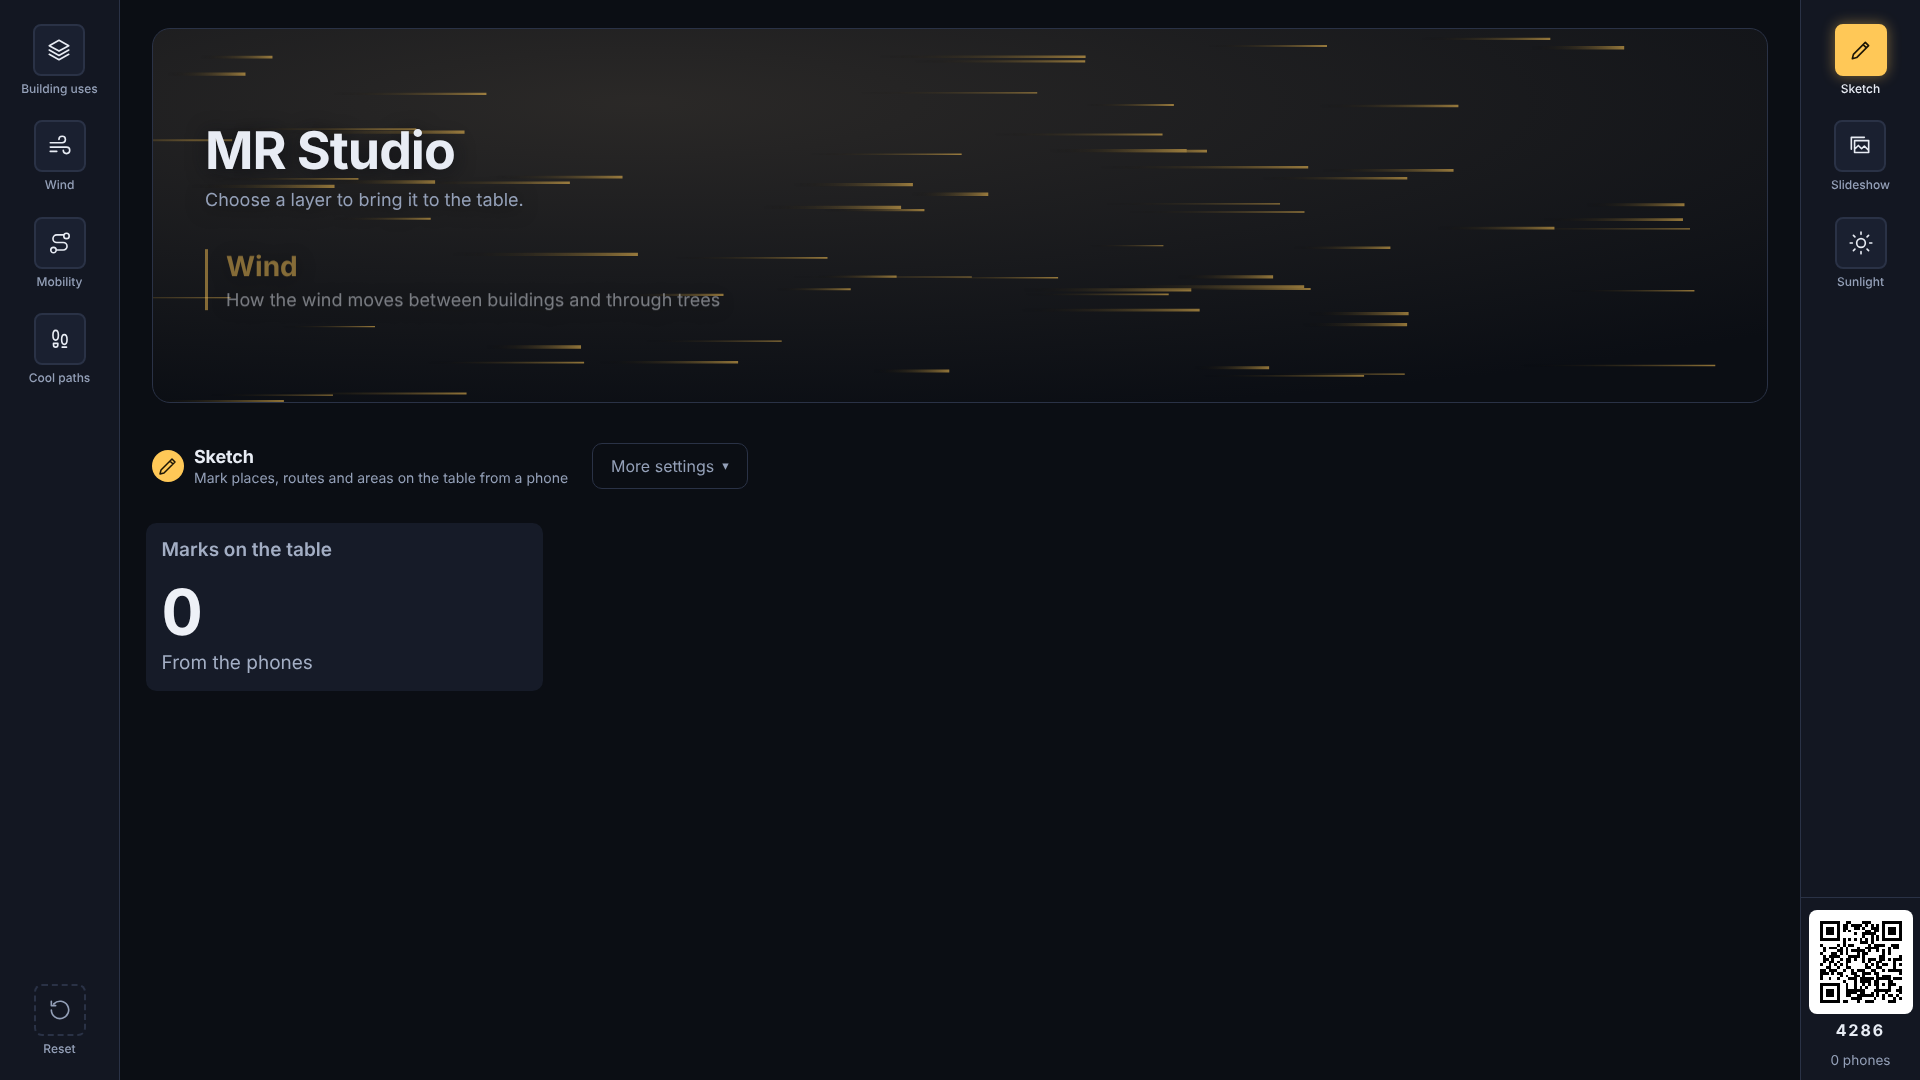 Building uses
Wind
Mobility
Cool paths
Reset
MR Studio
Choose a layer to bring it to the table.
Wind
How the wind moves between buildings and through trees
Sketch
Mark places, routes and areas on the table from a phone
More settings ▾
Marks on the table
0
From the phones
Sketch
Slideshow
Sunlight
4286
0 phones